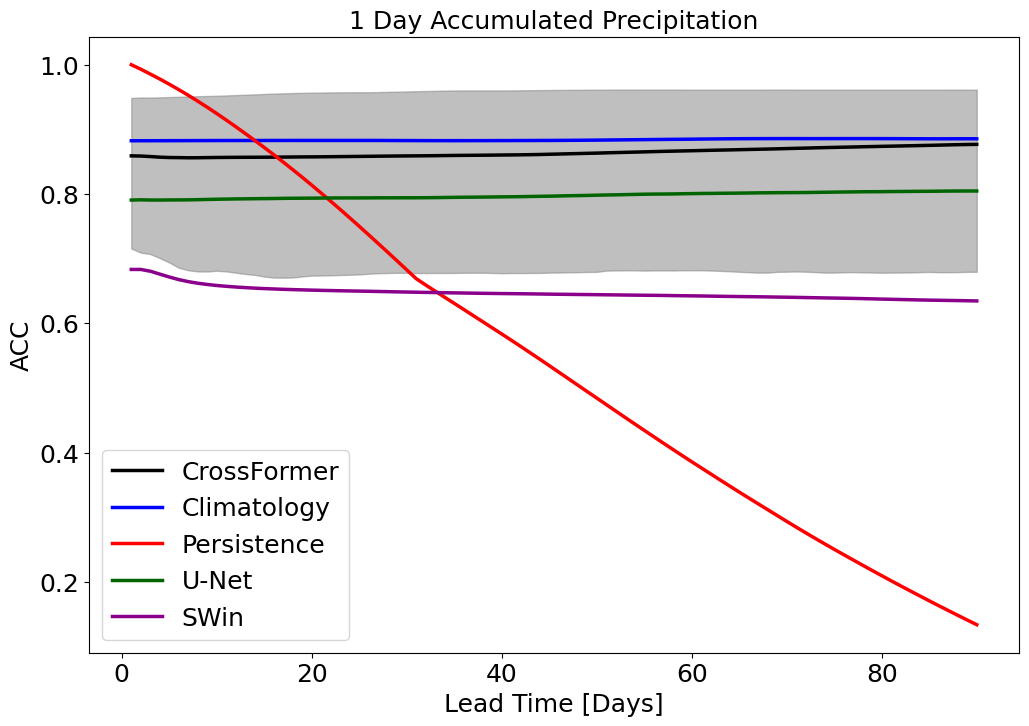 1 Day Accumulated Precipitation
ACC
1.0
0.8
0.6
0.4
0.2
CrossFormer
Climatology
Persistence
U-Net
SWin
0 20 40 60 80
Lead Time [Days]